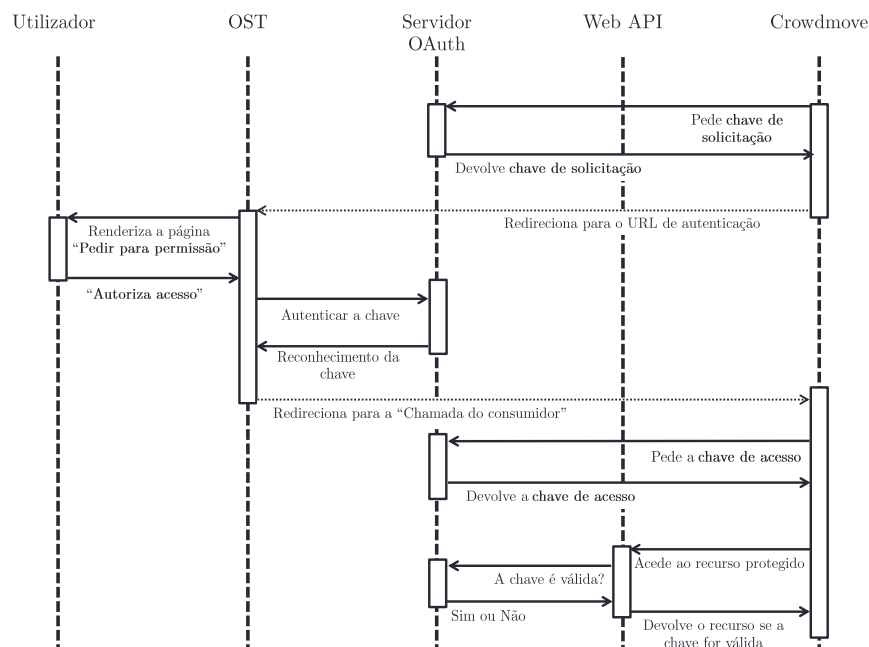 Utilizador
OST
Servidor
OAuth
Web API
Crowdmove
Pede chave de
solicitação
Devolve chave de solicitação
Redireciona para o URL de autenticação
Renderiza a página
“Pedir para permissão”
“Autoriza acesso”
Autenticar a chave
Reconhecimento da
chave
Redireciona para a “Chamada do consumidor”
Pede a chave de acesso
Devolve a chave de acesso
Acede ao recurso protegido
A chave é válida?
Sim ou Não
Devolve o recurso se a
chave for válida